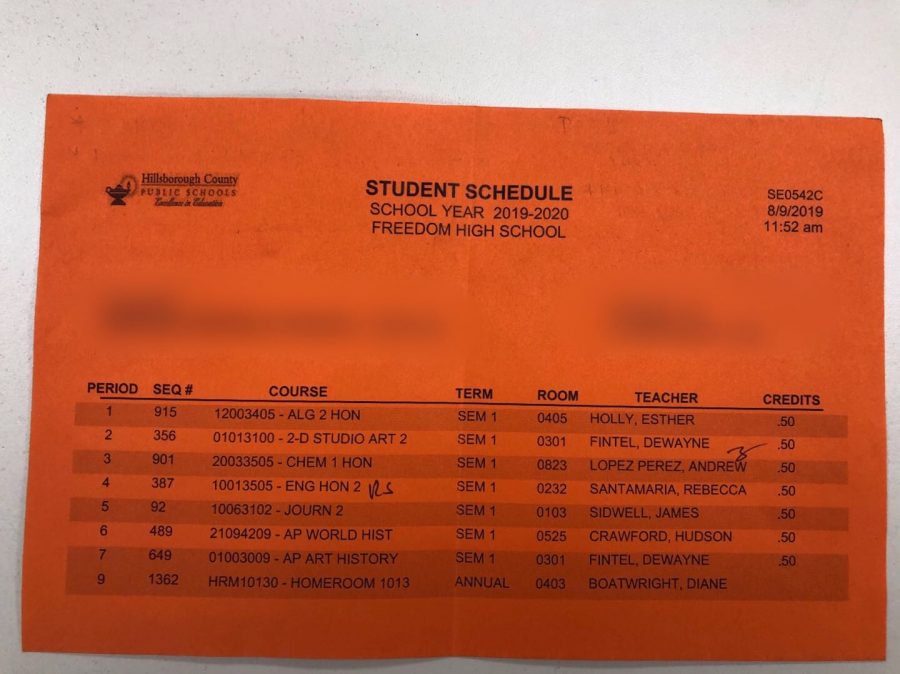 Hillsborough County
PUBLIC SCHOOLS
Excellence in Education
STUDENT SCHEDULE
SCHOOL YEAR 2019-2020
FREEDOM HIGH SCHOOL
SE0542C
8/9/2019
11:52 am
PERIOD SEQ # COURSE TERM ROOM TEACHER CREDITS
1 915 12003405 - ALG 2 HON SEM 1 0405 HOLLY, ESTHER .50
2 356 01013100 - 2-D STUDIO ART 2 SEM 1 0301 FINTEL, DEWAYNE .50
3 901 20033505 - CHEM 1 HON SEM 1 0823 LOPEZ PEREZ, ANDREW .50
4 387 10013505 - ENG HON 2 RS SEM 1 0232 SANTAMARIA, REBECCA .50
5 92 10063102 - JOURN 2 SEM 1 0103 SIDWELL, JAMES .50
6 489 21094209 - AP WORLD HIST SEM 1 0525 CRAWFORD, HUDSON .50
7 649 01003009 - AP ART HISTORY SEM 1 0301 FINTEL, DEWAYNE .50
9 1362 HRM10130 - HOMEROOM 1013 ANNUAL 0403 BOATWRIGHT, DIANE